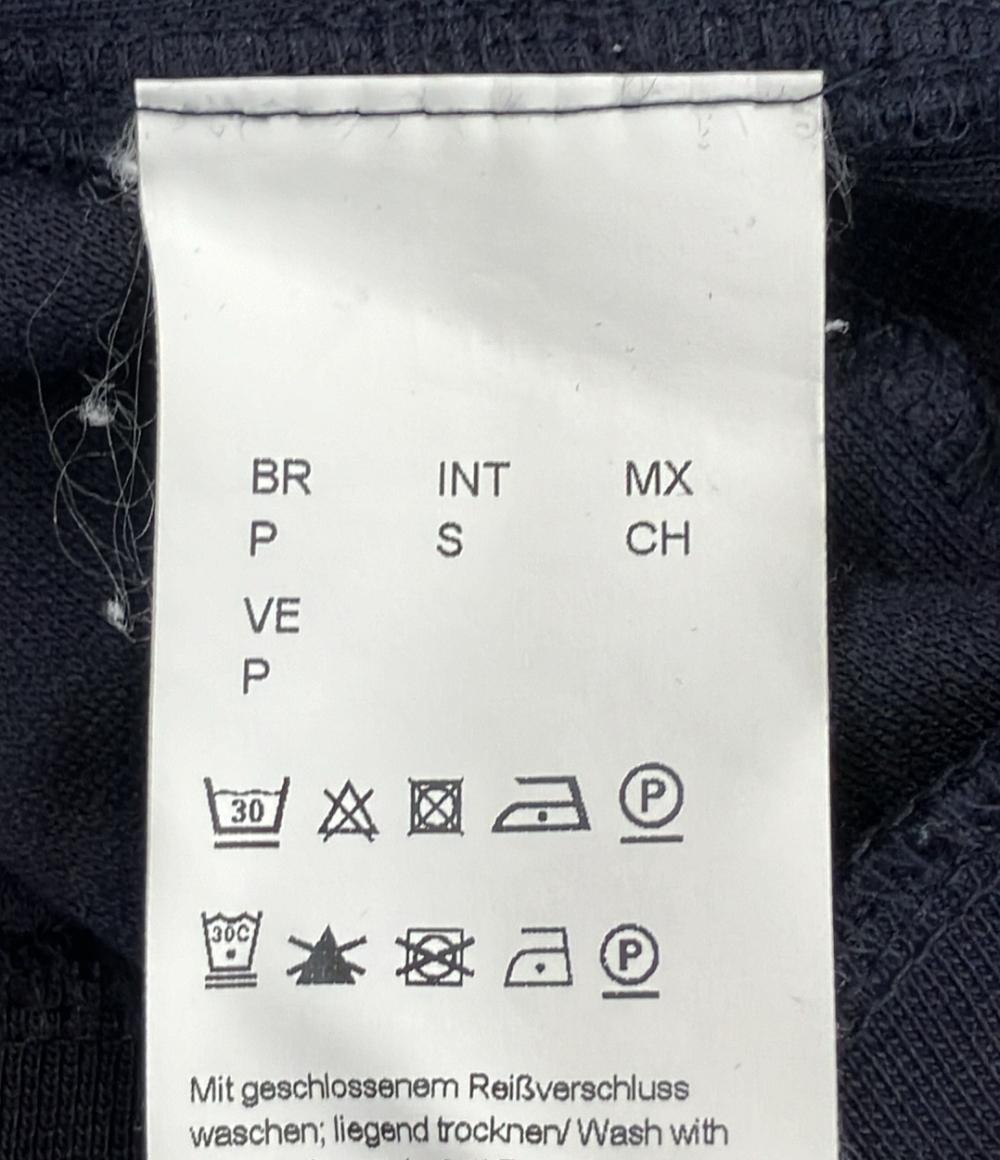 BR INT MX
P S CH
VE
P
30 P
30C P
Mit geschlossenem Reißverschluss
waschen; liegend trocknen/ Wash with